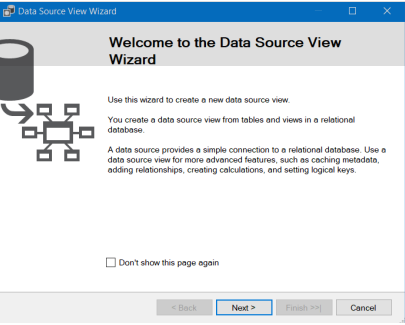 Data Source View Wizard
Welcome to the Data Source View
Wizard
Use this wizard to create a new data source view.
You create a data source view from tables and views in a relational
database.
A data source provides a simple connection to a relational database. Use a
data source view for more advanced features, such as caching metadata,
adding relationships, creating calculations, and setting logical keys.
Don't show this page again
< Back
Next >
Finish >>|
Cancel